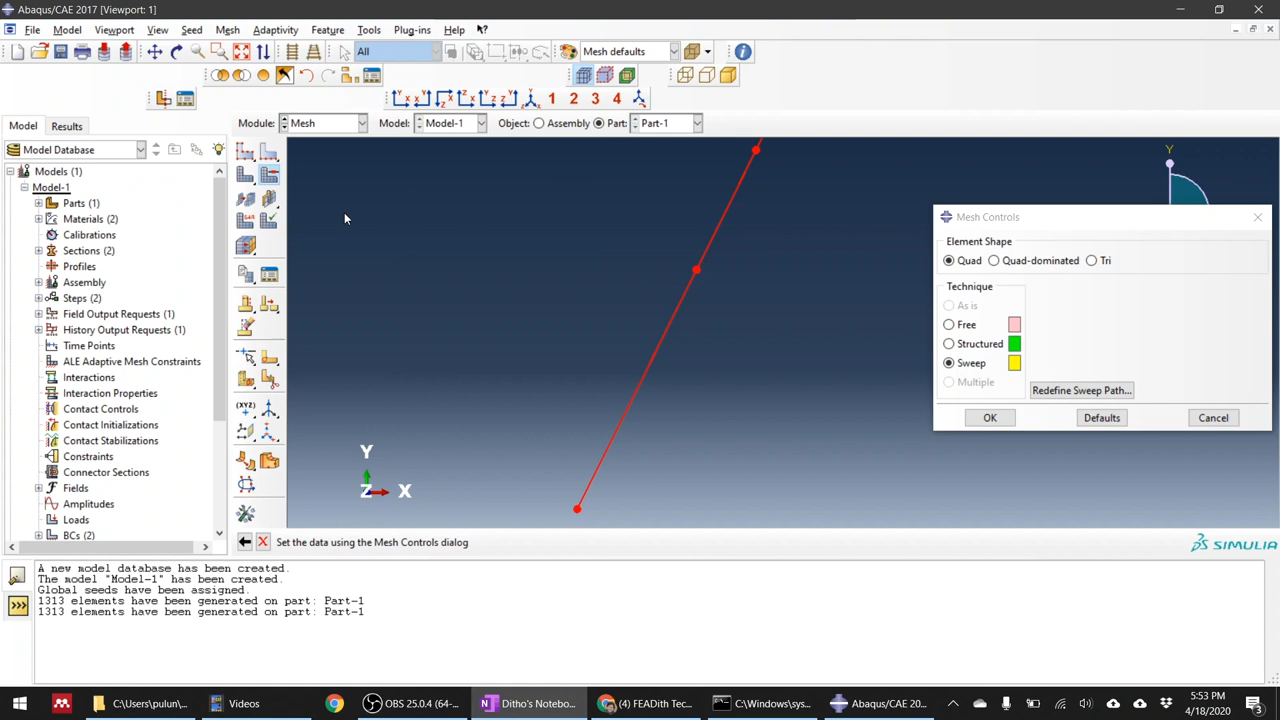 Abaqus/CAE 2017 [Viewport: 1]
File Model Viewport View Seed Mesh Adaptivity Feature Tools Plug-ins Help
All Mesh defaults
1 2 3 4
Model Results
Module: Mesh Model: Model-1 Object: Assembly Part: Part-1
Model Database
Models (1)
Model-1
Parts (1)
Materials (2)
Calibrations
Sections (2)
Profiles
Assembly
Steps (2)
Field Output Requests (1)
History Output Requests (1)
Time Points
ALE Adaptive Mesh Constraints
Interactions
Interaction Properties
Contact Controls
Contact Initializations
Contact Stabilizations
Constraints
Connector Sections
Fields
Amplitudes
Loads
BCs (2)
Y
Y
Z X
Mesh Controls
Element Shape
Quad Quad-dominated Tri
Technique
As is
Free
Structured
Sweep
Multiple
Redefine Sweep Path...
OK Defaults Cancel
Set the data using the Mesh Controls dialog
SIMULIA
A new model database has been created.
The model "Model-1" has been created.
Global seeds have been assigned.
1313 elements have been generated on part: Part-1
1313 elements have been generated on part: Part-1
>>>
C:\Users\pulun\... Videos OBS 25.0.4 (64-... Ditho's Notebo... (4) FEADith Tec... C:\Windows\sys... Abaqus/CAE 20...
5:53 PM
4/18/2020